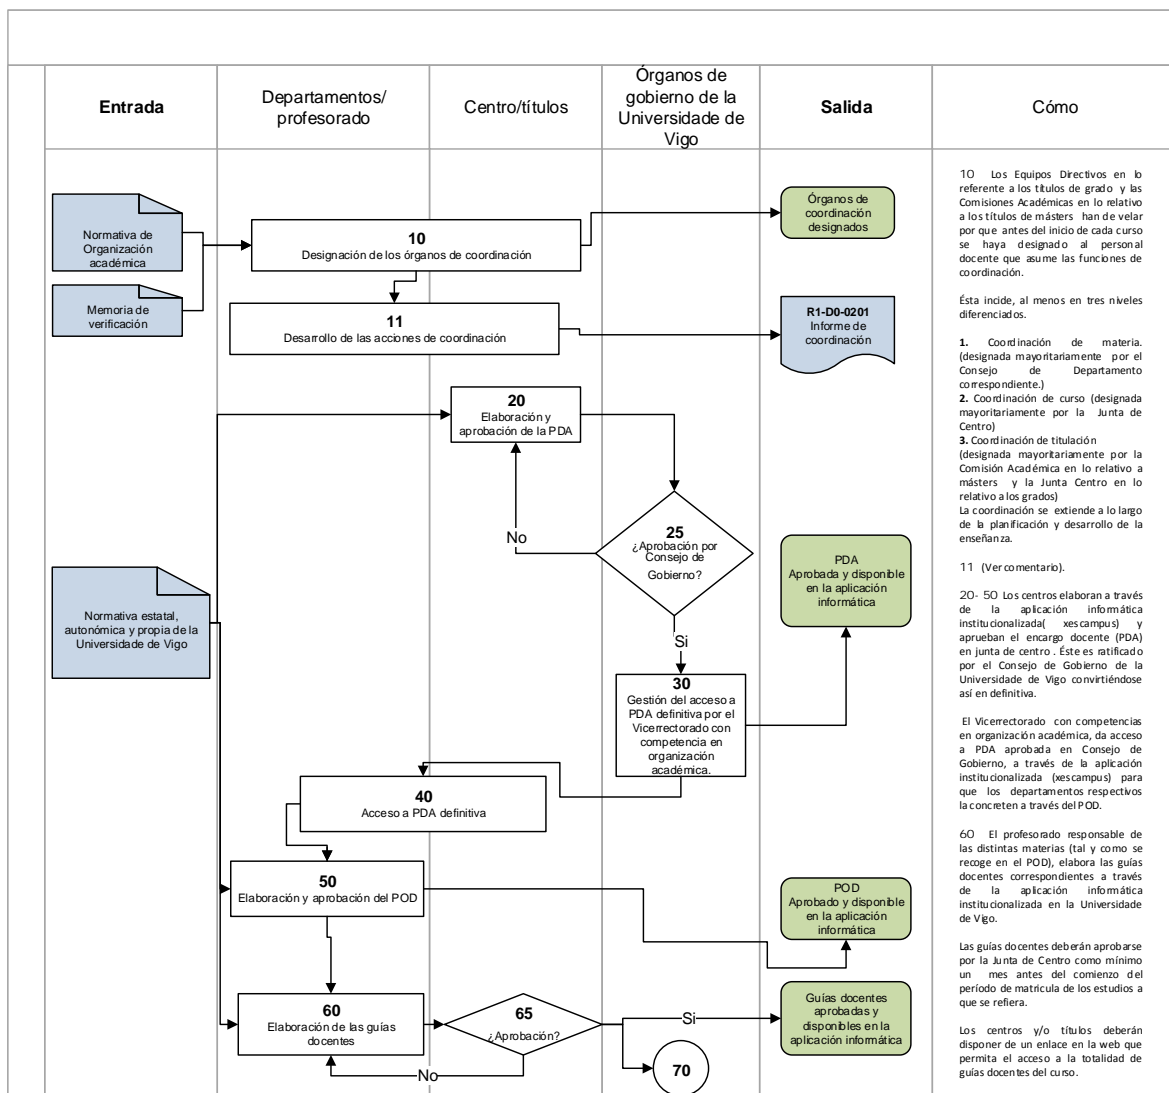 Entrada
Departamentos/
profesorado
Centro/títulos
Órganos de
gobierno de la
Universidade de
Vigo
Salida
Cómo
Normativa de
Organización
académica
Memoria de
verificación
10
Designación de los órganos de coordinación
Órganos de
coordinación
designados
11
Desarrollo de las acciones de coordinación
R1-D0-0201
Informe de
coordinación
20
Elaboración y
aprobación de la PDA
25
¿Aprobación por
Consejo de
Gobierno?
No
Si
PDA
Aprobada y disponible
en la aplicación
informática
Normativa estatal,
autonómica y propia de la
Universidade de Vigo
30
Gestión del acceso a
PDA definitiva por el
Vicerrectorado con
competencia en
organización
académica.
40
Acceso a PDA definitiva
50
Elaboración y aprobación del POD
POD
Aprobado y disponible
en la aplicación
informática
60
Elaboración de las guías
docentes
65
¿Aprobación?
No
Si
70
Guías docentes
aprobadas y
disponibles en la
aplicación informática
10 Los Equipos Directivos en lo
referente a los títulos de grado y las
Comisiones Académicas en lo relativo
a los títulos de másters han de velar
por que antes del inicio de cada curso
se haya designado al personal
docente que asume las funciones de
coordinación.
Ésta incide, al menos en tres niveles
diferenciados.
1. Coordinación de materia.
(designada mayoritariamente por el
Consejo de Departamento
correspondiente.)
2. Coordinación de curso (designada
mayoritariamente por la Junta de
Centro)
3. Coordinación de titulación
(designada mayoritariamente por la
Comisión Académica en lo relativo a
másters y la Junta Centro en lo
relativo a los grados)
La coordinación se extiende a lo largo
de la planificación y desarrollo de la
enseñanza.
11 (Ver comentario).
20- 50 Los centros elaboran a través
de la aplicación informática
institucionalizada( xescampus) y
aprueban el encargo docente (PDA)
en junta de centro . Éste es ratificado
por el Consejo de Gobierno de la
Universidade de Vigo convirtiéndose
así en definitiva.
El Vicerrectorado con competencias
en organización académica, da acceso
a PDA aprobada en Consejo de
Gobierno, a través de la aplicación
institucionalizada (xescampus) para
que los departamentos respectivos
la concreten a través del POD.
60 El profesorado responsable de
las distintas materias (tal y como se
recoge en el POD), elabora las guías
docentes correspondientes a través
de la aplicación informática
institucionalizada en la Universidade
de Vigo.
Las guías docentes deberán aprobarse
por la Junta de Centro como mínimo
un mes antes del comienzo del
período de matricula de los estudios a
que se refiera.
Los centros y/o títulos deberán
disponer de un enlace en la web que
permita el acceso a la totalidad de
guías docentes del curso.